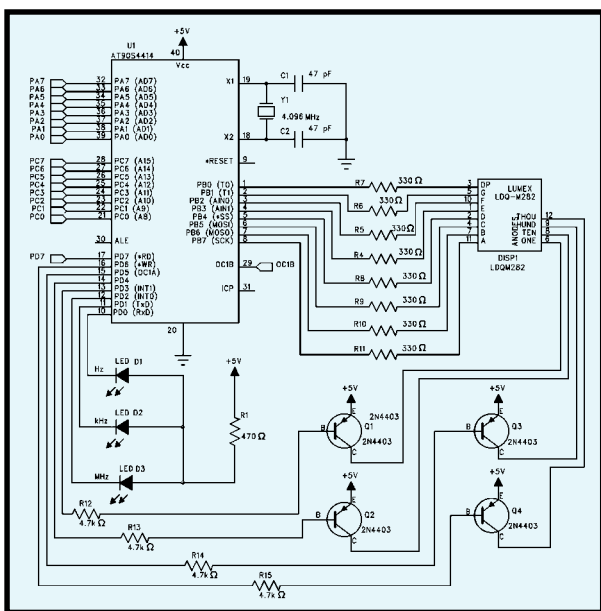 +5V
U1
AT90S4414
40
Vcc
PA7 32 PA7 (AD7)
PA6 33 PA6 (AD6)
PA5 34 PA5 (AD5)
PA4 35 PA4 (AD4)
PA3 36 PA3 (AD3)
PA2 37 PA2 (AD2)
PA1 38 PA1 (AD1)
PA0 39 PA0 (AD0)
PC7 28 PC7 (A15)
PC6 27 PC6 (A14)
PC5 26 PC5 (A13)
PC4 25 PC4 (A12)
PC3 24 PC3 (A11)
PC2 23 PC2 (A10)
PC1 22 PC1 (A9)
PC0 21 PC0 (A8)
30 ALE
PD7 17 PD7 (*RD)
16 PD6 (*WR)
15 PD5 (OC1A)
14 PD4
13 PD3 (INT1)
12 PD2 (INT0)
11 PD1 (TxD)
10 PD0 (RxD)
20
X1 19
X2 18
*RESET 9
PB0 (T0) 1
PB1 (T1) 2
PB2 (AIN0) 3
PB3 (AIN1) 4
PB4 (*SS) 5
PB5 (MOSI) 6
PB6 (MOSO) 7
PB7 (SCK) 8
OC1B 29 OC1B
ICP 31
C1 47 pF
Y1
4.096 MHz
C2 47 pF
R7 330 Ω
R6 330 Ω
R5 330 Ω
R4 330 Ω
R8 330 Ω
R9 330 Ω
R10 330 Ω
R11 330 Ω
LUMEX
LDQ-M282
3 DP
5 G
10 F
1 E
2 D
4 C
7 B
11 A
ANODES
THOU 12
HUND 9
TEN 8
ONE 6
DISP1
LDQM282
Hz LED D1
kHz LED D2
MHz LED D3
+5V
R1
470 Ω
R12
4.7k Ω
R13
4.7k Ω
R14
4.7k Ω
R15
4.7k Ω
+5V
E
2N4403
B Q1
C
+5V
E
B Q2
2N4403
C
+5V
E
B Q3
2N4403
C
+5V
E
B Q4
2N4403
C